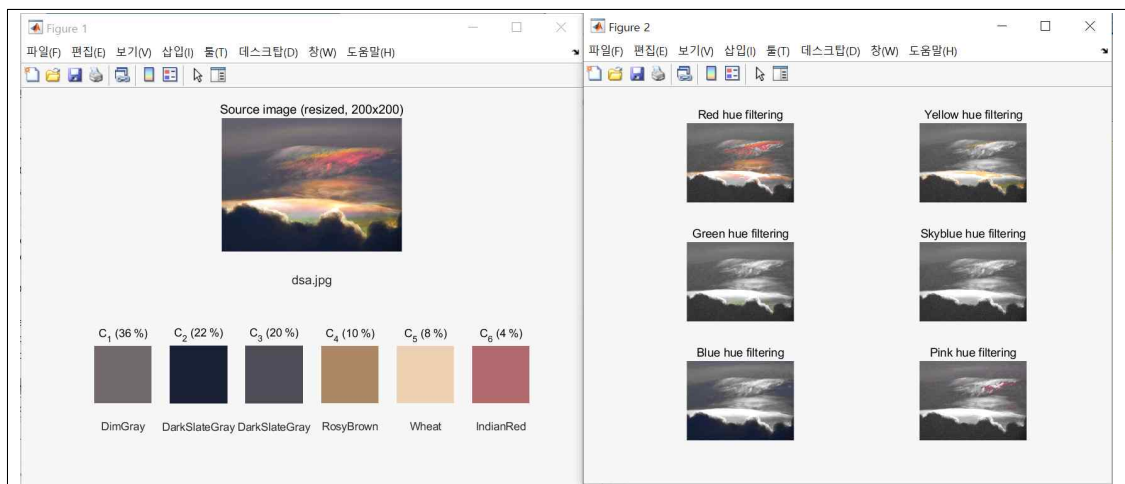 Figure 1
파일(F) 편집(E) 보기(V) 삽입(I) 툴(T) 데스크탑(D) 창(W) 도움말(H)
Source image (resized, 200x200)
dsa.jpg
C1 (36 %) C2 (22 %) C3 (20 %) C4 (10 %) C5 (8 %) C6 (4 %)
DimGray DarkSlateGray DarkSlateGray RosyBrown Wheat IndianRed
Figure 2
파일(F) 편집(E) 보기(V) 삽입(I) 툴(T) 데스크탑(D) 창(W) 도움말(H)
Red hue filtering Yellow hue filtering
Green hue filtering Skyblue hue filtering
Blue hue filtering Pink hue filtering